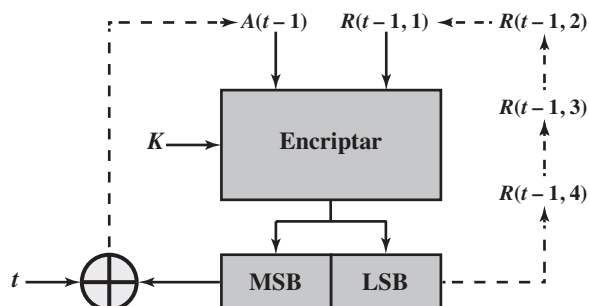 A(t−1) R(t−1, 1) R(t−1, 2)
R(t−1, 3)
K Encriptar
R(t−1, 4)
t MSB LSB